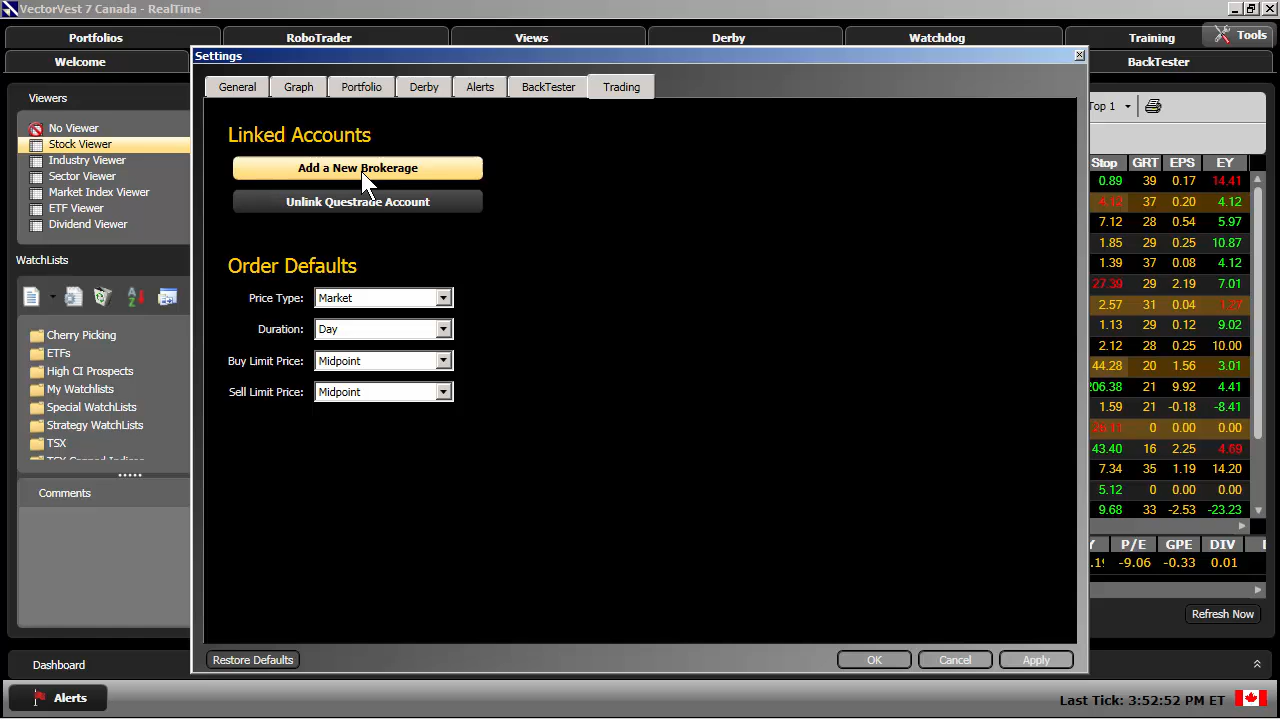 VectorVest 7 Canada - RealTime
Portfolios
RoboTrader
Views
Derby
Watchdog
Training
Tools
Welcome
BackTester
Settings
General
Graph
Portfolio
Derby
Alerts
BackTester
Trading
Viewers
No Viewer
Stock Viewer
Industry Viewer
Sector Viewer
Market Index Viewer
ETF Viewer
Dividend Viewer
WatchLists
Cherry Picking
ETFs
High CI Prospects
My Watchlists
Special WatchLists
Strategy WatchLists
TSX
Comments
Linked Accounts
Add a New Brokerage
Unlink Questrade Account
Order Defaults
Price Type: Market
Duration: Day
Buy Limit Price: Midpoint
Sell Limit Price: Midpoint
Restore Defaults
OK
Cancel
Apply
Top 1
Stop GRT EPS EY
0.89 39 0.17 14.41
4.12 37 0.20 4.12
7.12 28 0.54 5.97
1.85 29 0.25 10.87
1.39 37 0.08 4.12
27.39 29 2.19 7.01
2.57 31 0.04
1.13 29 0.12 9.02
2.12 28 0.25 10.00
44.28 20 1.56 3.01
206.38 21 9.92 4.41
1.59 21 -0.18 -8.41
0 0.00 0.00
43.40 16 2.25 4.69
7.34 35 1.19 14.20
5.12 0 0.00 0.00
9.68 33 -2.53 -23.23
P/E GPE DIV
-9.06 -0.33 0.01
Refresh Now
Dashboard
Alerts
Last Tick: 3:52:52 PM ET